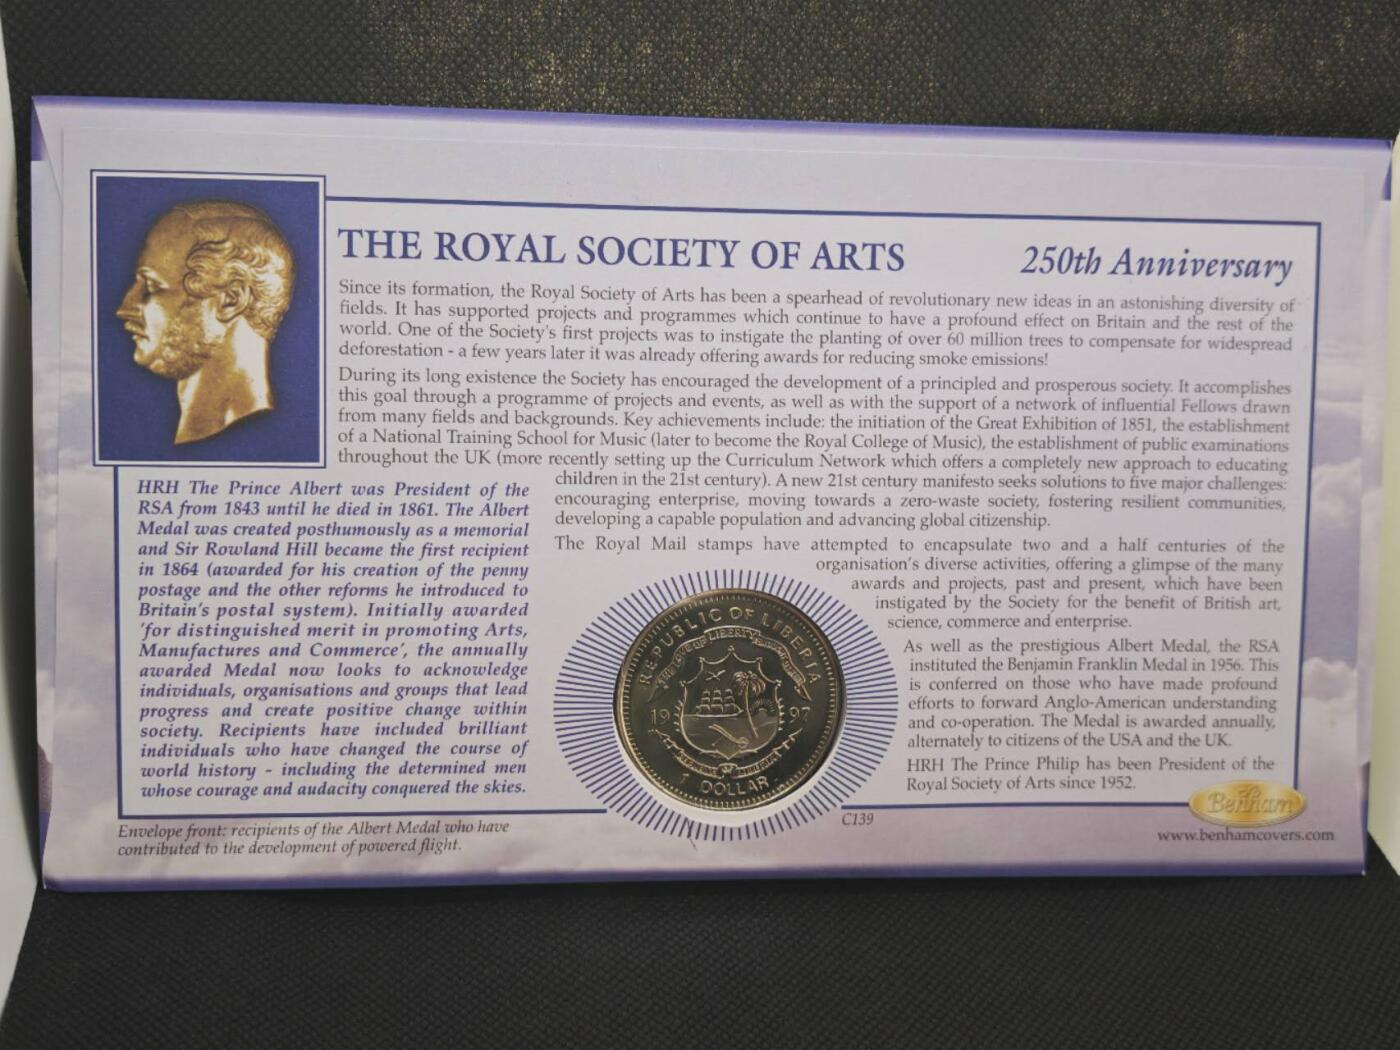 THE ROYAL SOCIETY OF ARTS
250th Anniversary
Since its formation, the Royal Society of Arts has been a spearhead of revolutionary new ideas in an astonishing diversity of
fields. It has supported projects and programmes which continue to have a profound effect on Britain and the rest of the
world. One of the Society's first projects was to instigate the planting of over 60 million trees to compensate for widespread
deforestation - a few years later it was already offering awards for reducing smoke emissions!
During its long existence the Society has encouraged the development of a principled and prosperous society. It accomplishes
this goal through a programme of projects and events, as well as with the support of a network of influential Fellows drawn
from many fields and backgrounds. Key achievements include: the initiation of the Great Exhibition of 1851, the establishment
of a National Training School for Music (later to become the Royal College of Music), the establishment of public examinations
throughout the UK (more recently setting up the Curriculum Network which offers a completely new approach to educating
children in the 21st century). A new 21st century manifesto seeks solutions to five major challenges:
encouraging enterprise, moving towards a zero-waste society, fostering resilient communities,
developing a capable population and advancing global citizenship.
The Royal Mail stamps have attempted to encapsulate two and a half centuries of the
organisation's diverse activities, offering a glimpse of the many
awards and projects, past and present, which have been
instigated by the Society for the benefit of British art,
science, commerce and enterprise.
As well as the prestigious Albert Medal, the RSA
instituted the Benjamin Franklin Medal in 1956. This
is conferred on those who have made profound
efforts to forward Anglo-American understanding
and co-operation. The Medal is awarded annually,
alternately to citizens of the USA and the UK.
HRH The Prince Philip has been President of the
Royal Society of Arts since 1952.
HRH The Prince Albert was President of the
RSA from 1843 until he died in 1861. The Albert
Medal was created posthumously as a memorial
and Sir Rowland Hill became the first recipient
in 1864 (awarded for his creation of the penny
postage and the other reforms he introduced to
Britain's postal system). Initially awarded
'for distinguished merit in promoting Arts,
Manufactures and Commerce', the annually
awarded Medal now looks to acknowledge
individuals, organisations and groups that lead
progress and create positive change within
society. Recipients have included brilliant
individuals who have changed the course of
world history - including the determined men
whose courage and audacity conquered the skies.
Envelope front: recipients of the Albert Medal who have
contributed to the development of powered flight.
REPUBLIC OF LIBERIA
OF LIBERTY
1997
1 DOLLAR
C139
Benham
www.benhamcovers.com